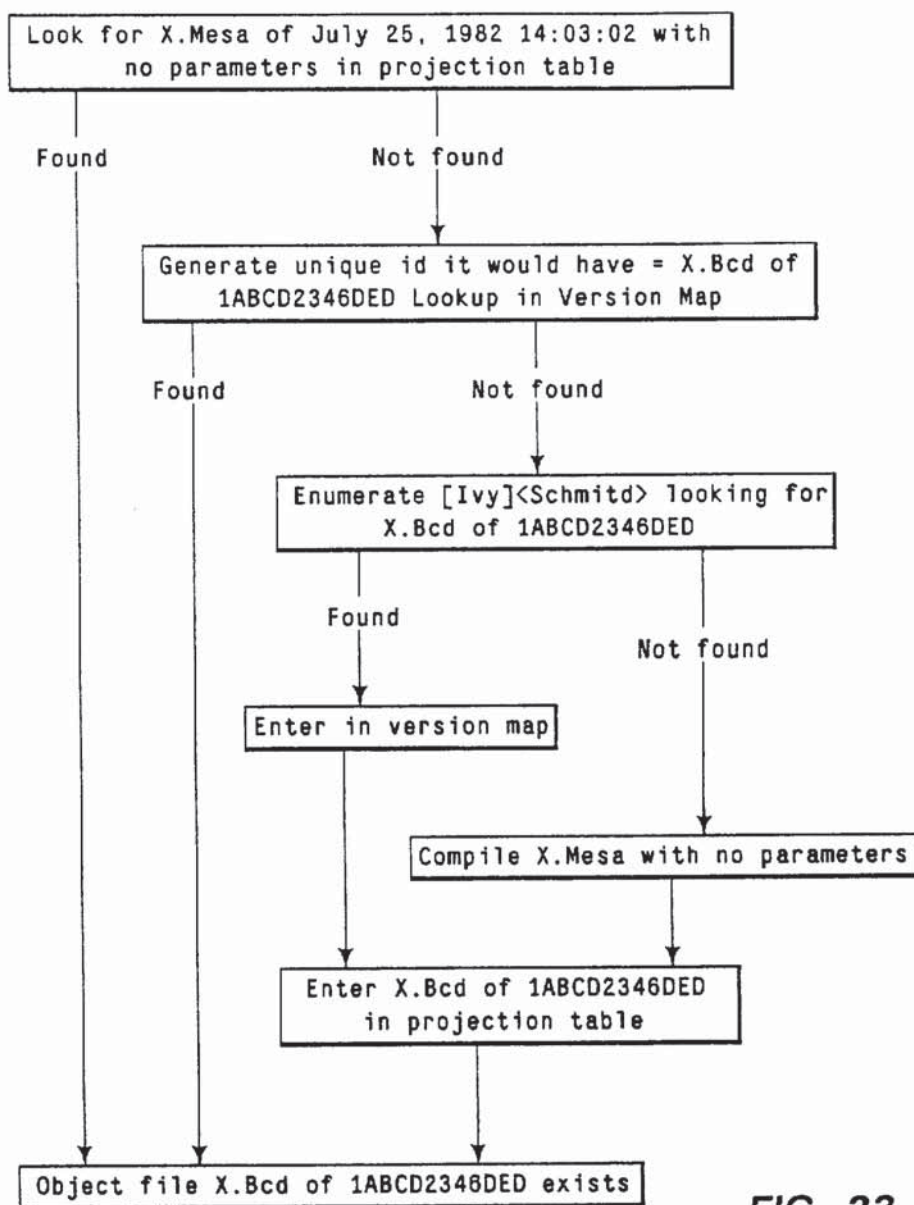 Look for X.Mesa of July 25, 1982 14:03:02 with
no parameters in projection table
Found
Not found
Generate unique id it would have = X.Bcd of
1ABCD2346DED Lookup in Version Map
Found
Not found
Enumerate [Ivy]<Schmitd> looking for
X.Bcd of 1ABCD2346DED
Found
Not found
Enter in version map
Compile X.Mesa with no parameters
Enter X.Bcd of 1ABCD2346DED
in projection table
Object file X.Bcd of 1ABCD2346DED exists